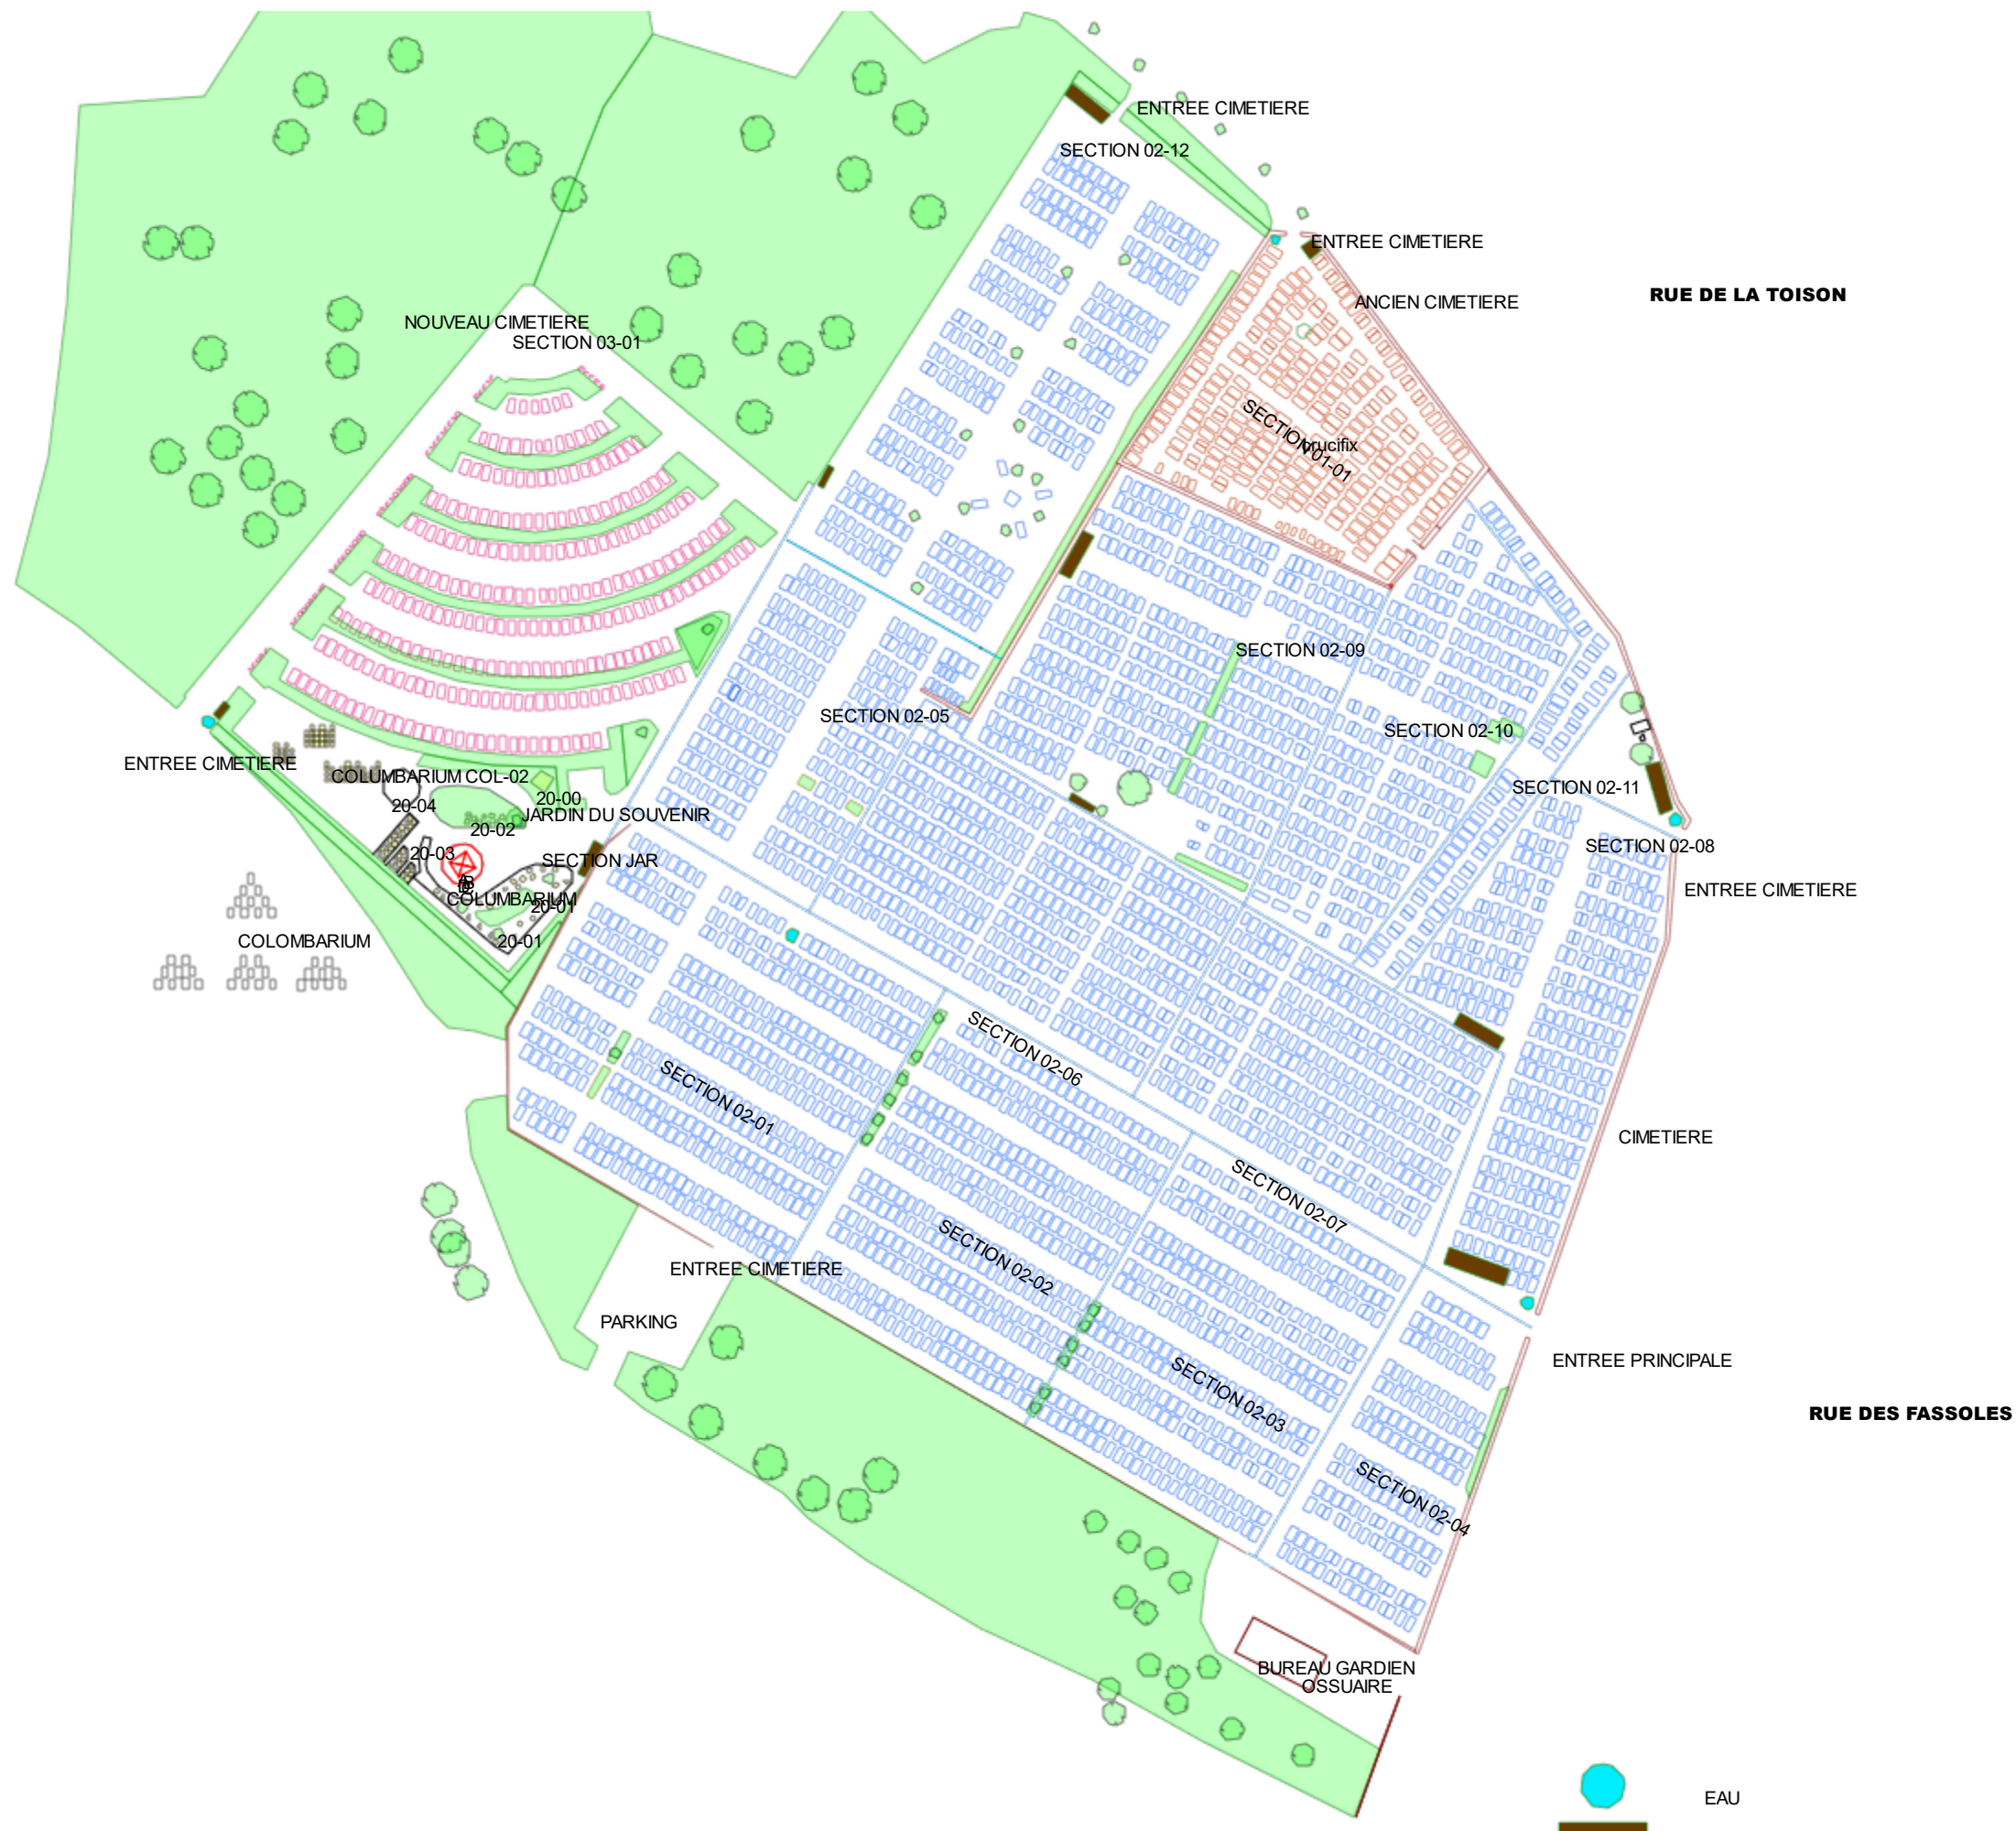 ENTREE CIMETIERE
SECTION 02-12
ENTREE CIMETIERE
RUE DE LA TOISON
ANCIEN CIMETIERE
NOUVEAU CIMETIERE
SECTION 03-01
SECTION 01-01
crucifix
SECTION 02-09
SECTION 02-05
SECTION 02-10
ENTREE CIMETIERE
COLUMBARIUM COL-02
SECTION 02-11
20-00
20-04
JARDIN DU SOUVENIR
20-02
SECTION 02-08
20-03
SECTION JAR
ENTREE CIMETIERE
COLUMBARIUM
20-01
COLOMBARIUM
20-01
SECTION 02-06
SECTION 02-01
CIMETIERE
SECTION 02-07
SECTION 02-02
ENTREE CIMETIERE
PARKING
ENTREE PRINCIPALE
SECTION 02-03
RUE DES FASSOLES
SECTION 02-04
BUREAU GARDIEN
OSSUAIRE
EAU